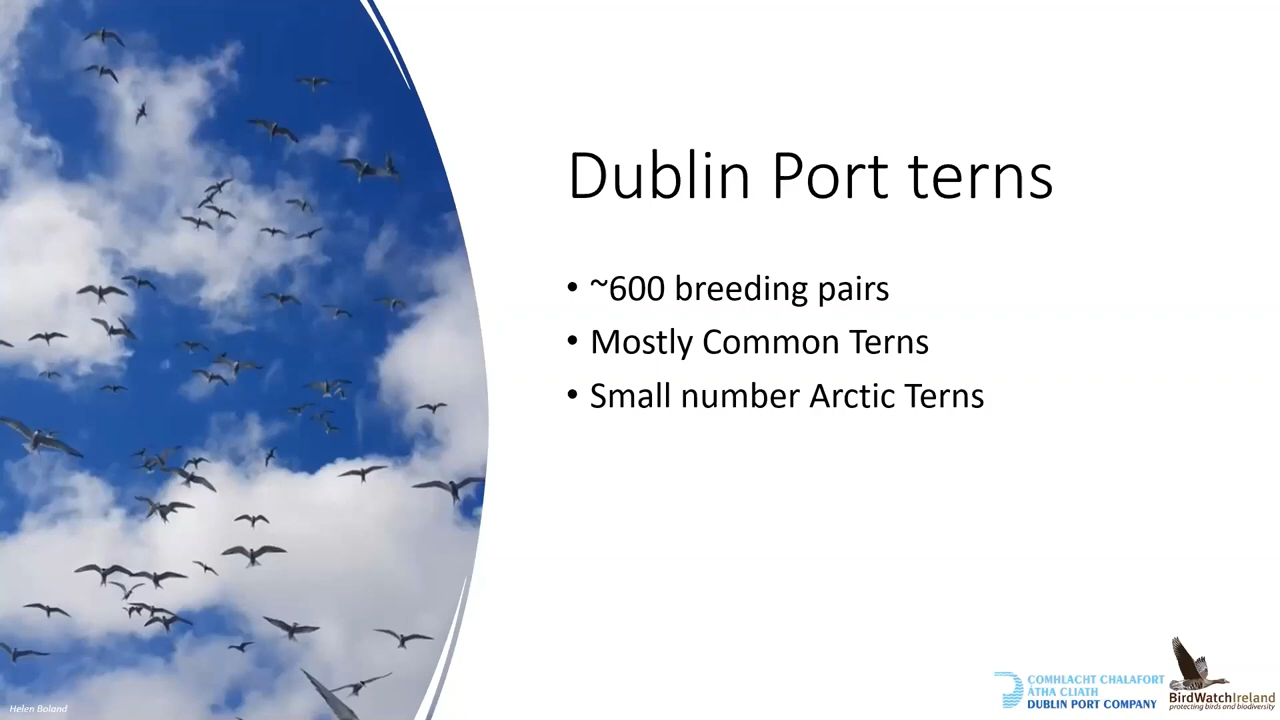 Dublin Port terns
• ~600 breeding pairs
• Mostly Common Terns
• Small number Arctic Terns
Helen Boland
COMHLACHT CHALAFORT
ÁTHA CLIATH
DUBLIN PORT COMPANY
BirdWatchIreland
protecting birds and biodiversity